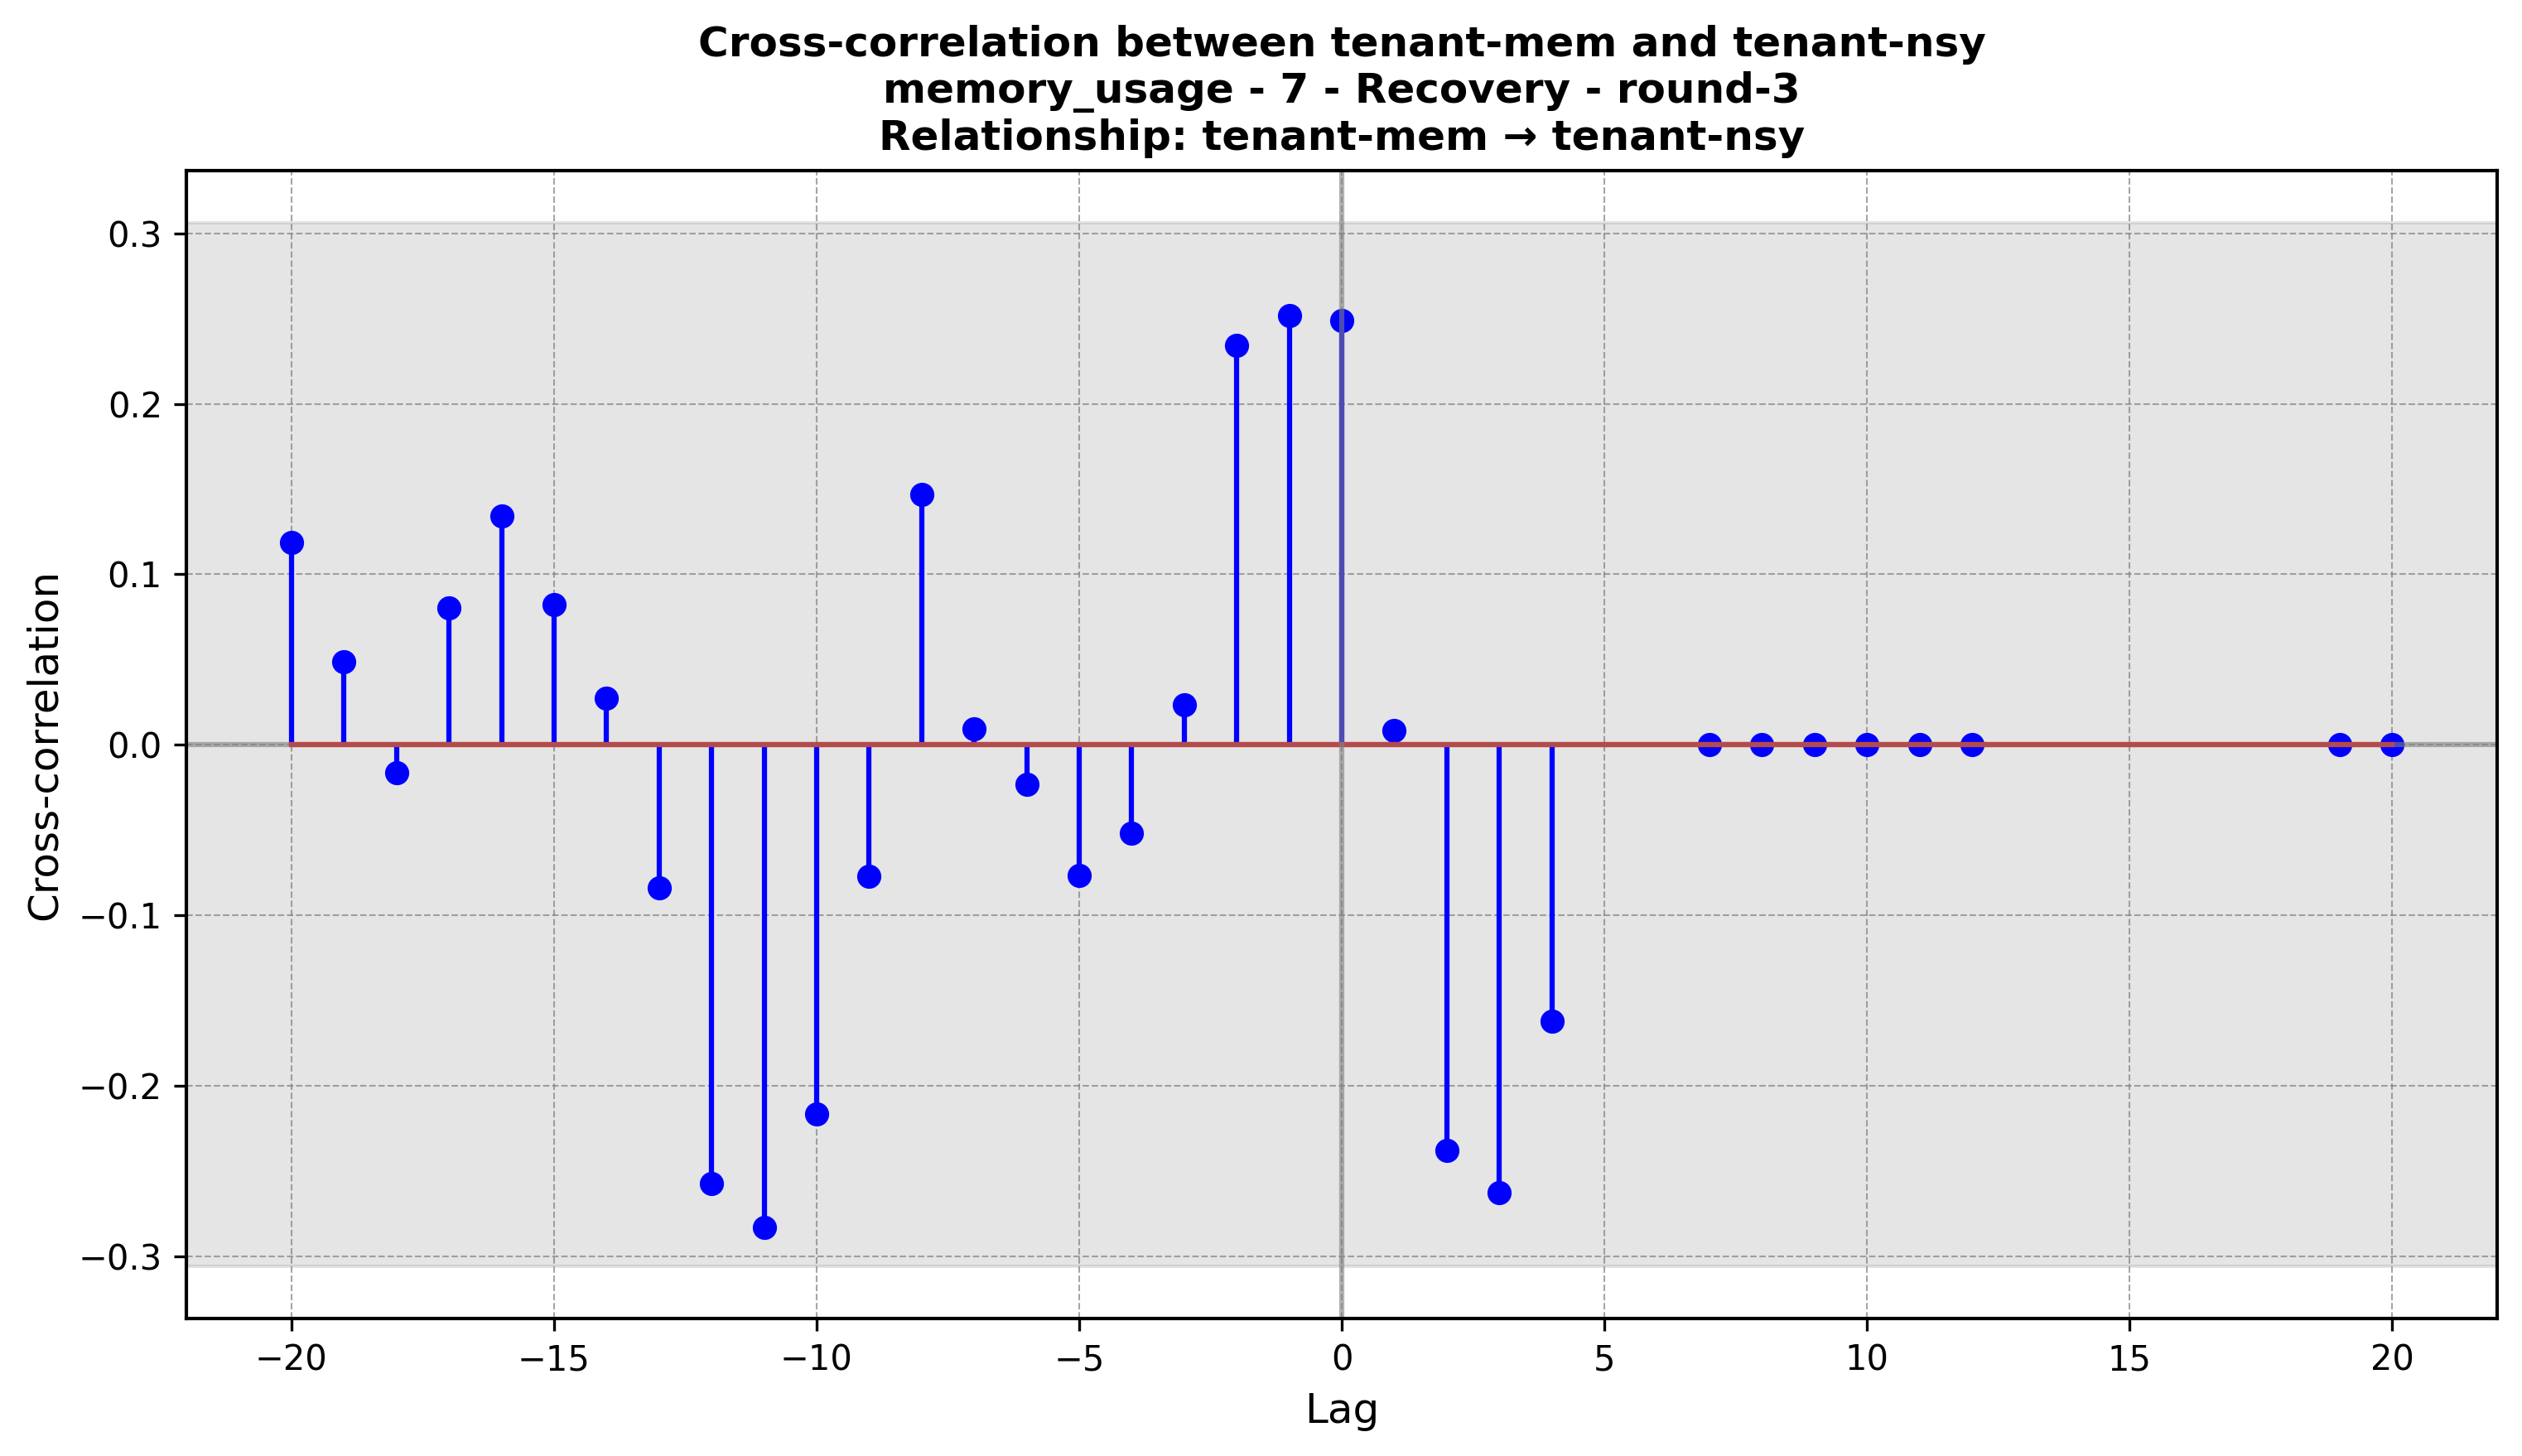 Cross-correlation between tenant-mem and tenant-nsy
memory_usage - 7 - Recovery - round-3
Relationship: tenant-mem → tenant-nsy
Cross-correlation
0.3
0.2
0.1
0.0
−0.1
−0.2
−0.3
−20 −15 −10 −5 0 5 10 15 20
Lag